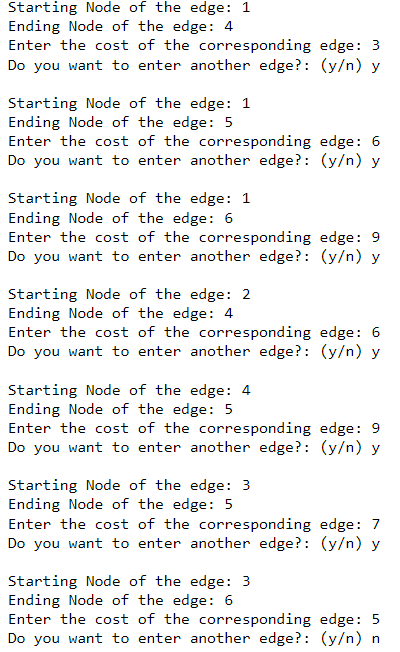 Starting Node of the edge: 1
Ending Node of the edge: 4
Enter the cost of the corresponding edge: 3
Do you want to enter another edge?: (y/n) y
Starting Node of the edge: 1
Ending Node of the edge: 5
Enter the cost of the corresponding edge: 6
Do you want to enter another edge?: (y/n) y
Starting Node of the edge: 1
Ending Node of the edge: 6
Enter the cost of the corresponding edge: 9
Do you want to enter another edge?: (y/n) y
Starting Node of the edge: 2
Ending Node of the edge: 4
Enter the cost of the corresponding edge: 6
Do you want to enter another edge?: (y/n) y
Starting Node of the edge: 4
Ending Node of the edge: 5
Enter the cost of the corresponding edge: 9
Do you want to enter another edge?: (y/n) y
Starting Node of the edge: 3
Ending Node of the edge: 5
Enter the cost of the corresponding edge: 7
Do you want to enter another edge?: (y/n) y
Starting Node of the edge: 3
Ending Node of the edge: 6
Enter the cost of the corresponding edge: 5
Do you want to enter another edge?: (y/n) n